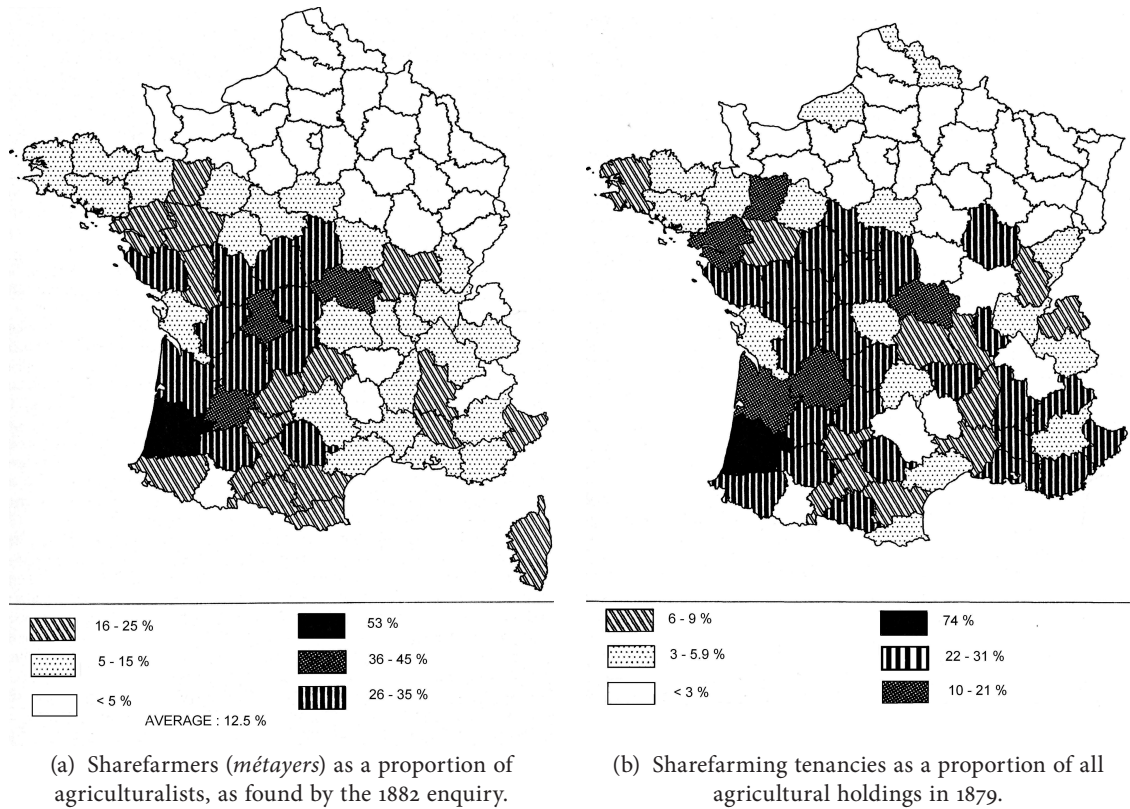 16 - 25 %
5 - 15 %
< 5 %
53 %
36 - 45 %
26 - 35 %
AVERAGE : 12.5 %
(a) Sharefarmers (métayers) as a proportion of
agriculturalists, as found by the 1882 enquiry.
6 - 9 %
3 - 5.9 %
< 3 %
74 %
22 - 31 %
10 - 21 %
(b) Sharefarming tenancies as a proportion of all
agricultural holdings in 1879.